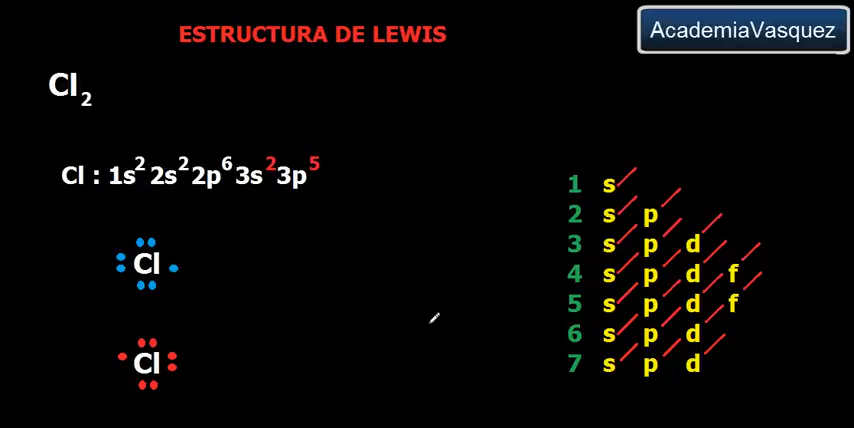 ESTRUCTURA DE LEWIS
AcademiaVasquez
Cl₂
Cl : 1s² 2s² 2p⁶ 3s² 3p⁵
Cl
Cl
1 s
2 s p
3 s p d
4 s p d f
5 s p d f
6 s p d
7 s p d